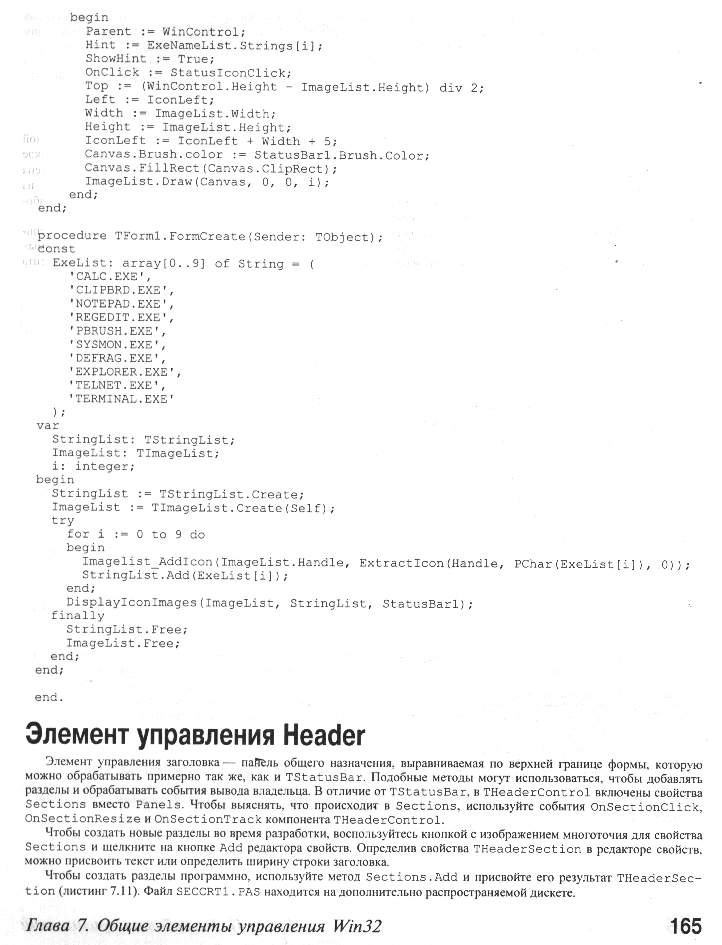 begin
Parent := WinControl;
Hint := ExeNameList.Strings[i];
ShowHint := True;
OnClick := StatusIconClick;
Top := (WinControl.Height - ImageList.Height) div 2;
Left := IconLeft;
Width := ImageList.Width;
Height := ImageList.Height;
IconLeft := IconLeft + Width + 5;
Canvas.Brush.color := StatusBar1.Brush.Color;
Canvas.FillRect(Canvas.ClipRect);
ImageList.Draw(Canvas, 0, 0, i);
end;
end;
procedure TForm1.FormCreate(Sender: TObject);
const
ExeList: array[0..9] of String = (
'CALC.EXE',
'CLIPBRD.EXE',
'NOTEPAD.EXE',
'REGEDIT.EXE',
'PBRUSH.EXE',
'SYSMON.EXE',
'DEFRAG.EXE',
'EXPLORER.EXE',
'TELNET.EXE',
'TERMINAL.EXE'
);
var
StringList: TStringList;
ImageList: TImageList;
i: integer;
begin
StringList := TStringList.Create;
ImageList := TImageList.Create(Self);
try
for i := 0 to 9 do
begin
Imagelist_AddIcon(ImageList.Handle, ExtractIcon(Handle, PChar(ExeList[i]), 0));
StringList.Add(ExeList[i]);
end;
DisplayIconImages(ImageList, StringList, StatusBar1);
finally
StringList.Free;
ImageList.Free;
end;
end;
end.
Элемент управления Header
Элемент управления заголовка — панель общего назначения, выравниваемая по верхней границе формы, которую
можно обрабатывать примерно так же, как и TStatusBar. Подобные методы могут использоваться, чтобы добавлять
разделы и обрабатывать события вывода владельца. В отличие от TStatusBar, в THeaderControl включены свойства
Sections вместо Panels. Чтобы выяснять, что происходит в Sections, используйте события OnSectionClick,
OnSectionResize и OnSectionTrack компонента THeaderControl.
Чтобы создать новые разделы во время разработки, воспользуйтесь кнопкой с изображением многоточия для свойства
Sections и щелкните на кнопке Add редактора свойств. Определив свойства THeaderSection в редакторе свойств,
можно присвоить текст или определить ширину строки заголовка.
Чтобы создать разделы программно, используйте метод Sections.Add и присвойте его результат THeaderSec-
tion (листинг 7.11). Файл SECCRT1.PAS находится на дополнительно распространяемой дискете.
Глава 7. Общие элементы управления Win32
165